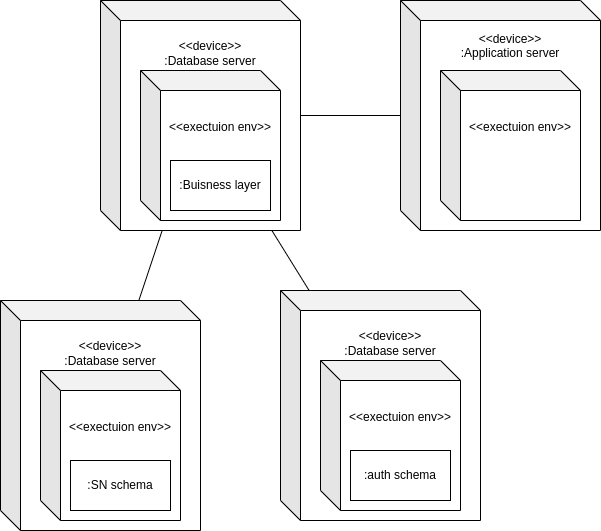 <<device>>
:Database server
<<exectuion env>>
:Buisness layer
<<device>>
:Application server
<<exectuion env>>
<<device>>
:Database server
<<exectuion env>>
:SN schema
<<device>>
:Database server
<<exectuion env>>
:auth schema